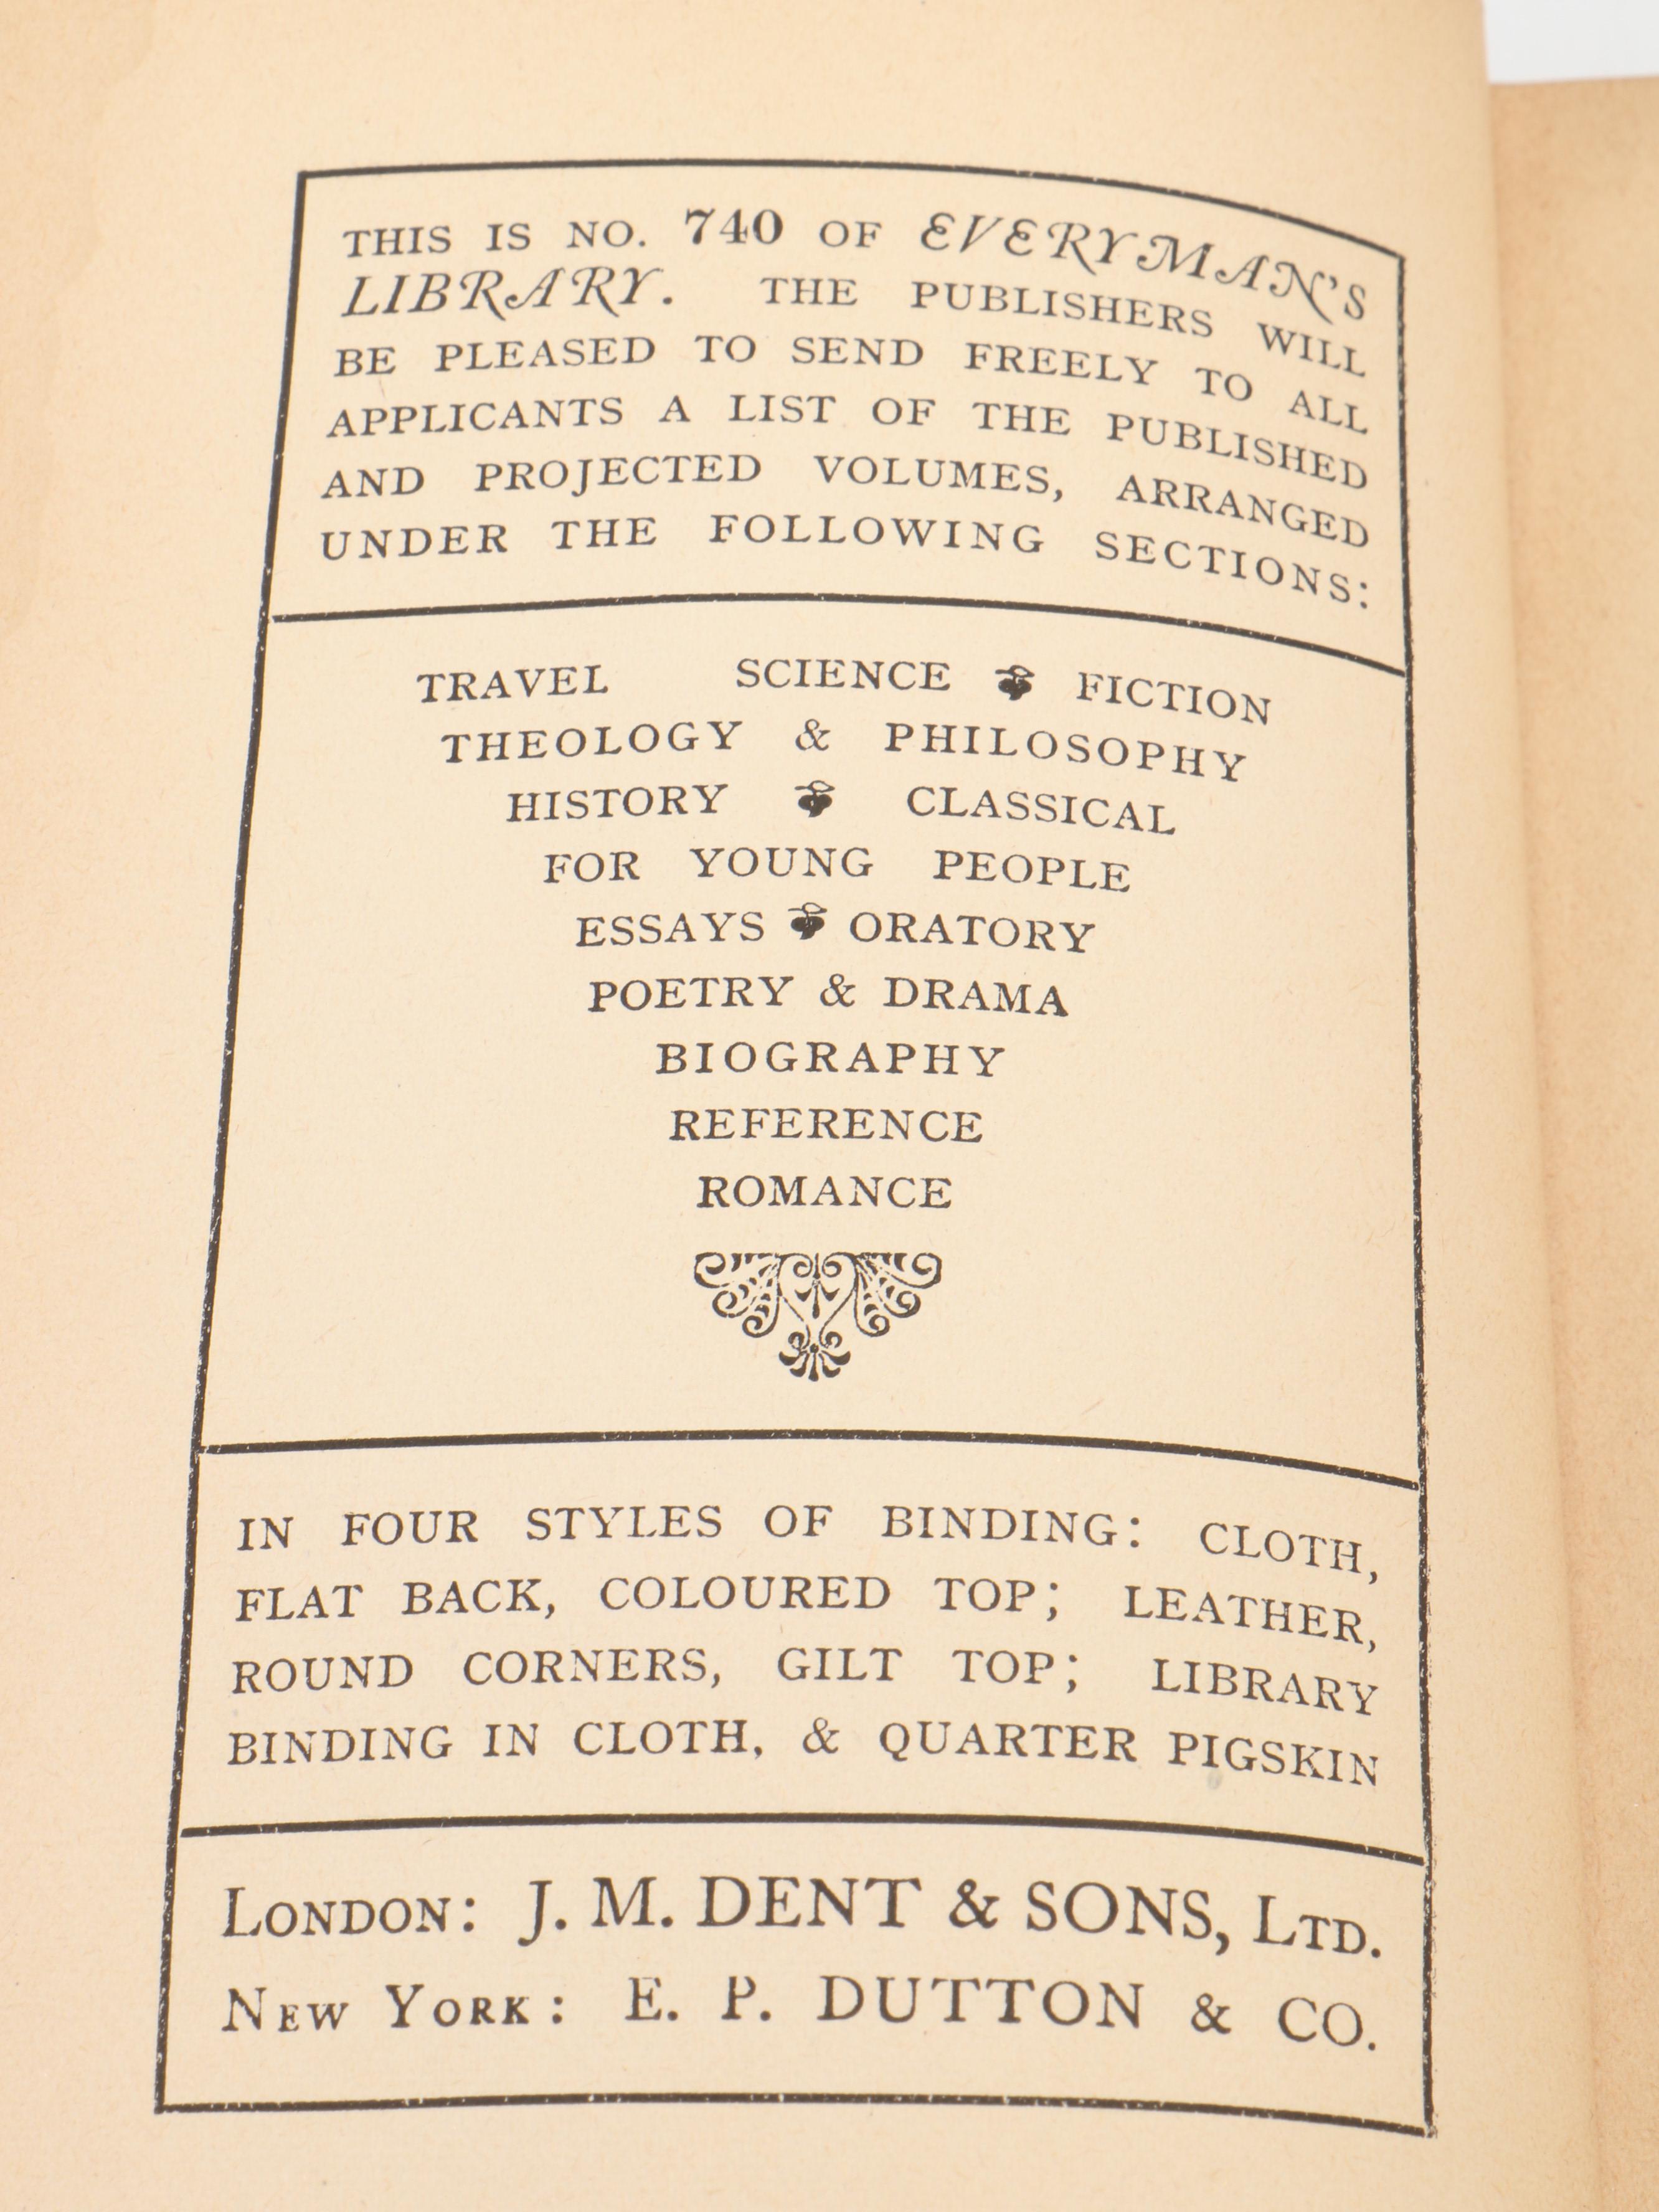 THIS IS NO. 740 OF EVERYMAN'S
LIBRARY. THE PUBLISHERS WILL
BE PLEASED TO SEND FREELY TO ALL
APPLICANTS A LIST OF THE PUBLISHED
AND PROJECTED VOLUMES, ARRANGED
UNDER THE FOLLOWING SECTIONS:
TRAVEL SCIENCE FICTION
THEOLOGY & PHILOSOPHY
HISTORY CLASSICAL
FOR YOUNG PEOPLE
ESSAYS ORATORY
POETRY & DRAMA
BIOGRAPHY
REFERENCE
ROMANCE
IN FOUR STYLES OF BINDING: CLOTH,
FLAT BACK, COLOURED TOP; LEATHER,
ROUND CORNERS, GILT TOP; LIBRARY
BINDING IN CLOTH, & QUARTER PIGSKIN
LONDON: J. M. DENT & SONS, LTD.
NEW YORK: E. P. DUTTON & CO.